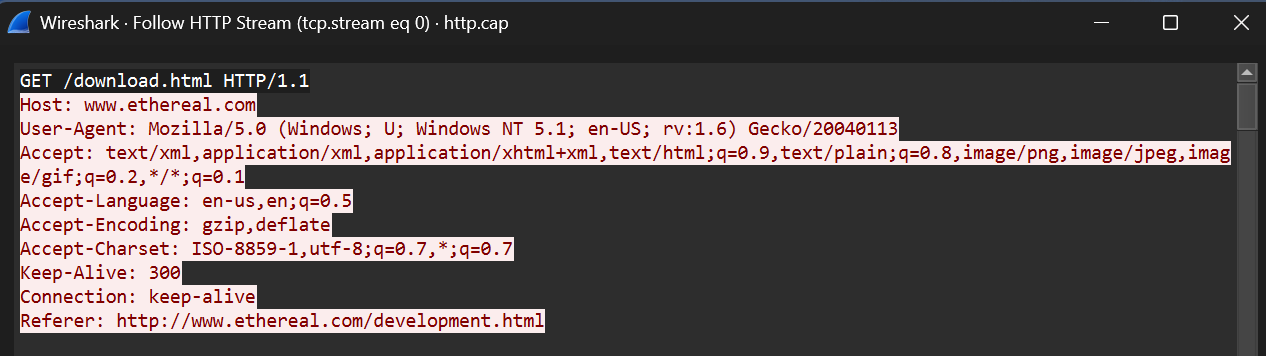 Wireshark · Follow HTTP Stream (tcp.stream eq 0) · http.cap
GET /download.html HTTP/1.1
Host: www.ethereal.com
User-Agent: Mozilla/5.0 (Windows; U; Windows NT 5.1; en-US; rv:1.6) Gecko/20040113
Accept: text/xml,application/xml,application/xhtml+xml,text/html;q=0.9,text/plain;q=0.8,image/png,image/jpeg,imag
e/gif;q=0.2,*/*;q=0.1
Accept-Language: en-us,en;q=0.5
Accept-Encoding: gzip,deflate
Accept-Charset: ISO-8859-1,utf-8;q=0.7,*;q=0.7
Keep-Alive: 300
Connection: keep-alive
Referer: http://www.ethereal.com/development.html